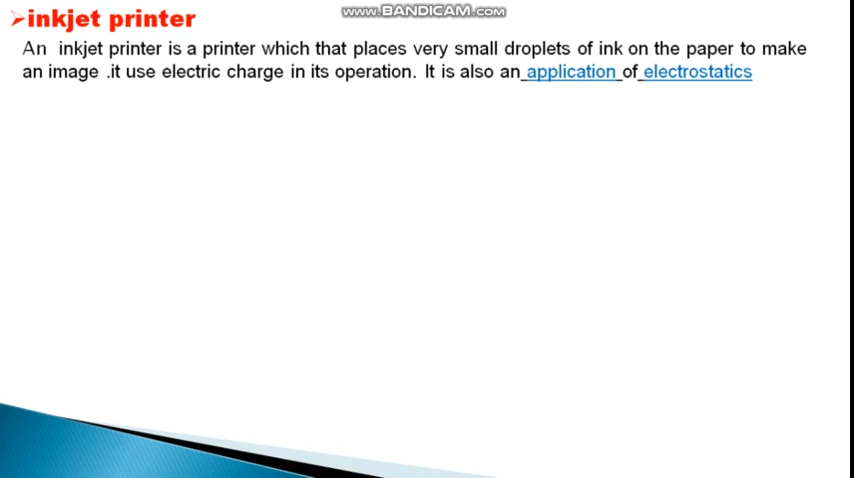 www.BANDICAM.com
➢inkjet printer
An inkjet printer is a printer which that places very small droplets of ink on the paper to make
an image .it use electric charge in its operation. It is also an application of electrostatics